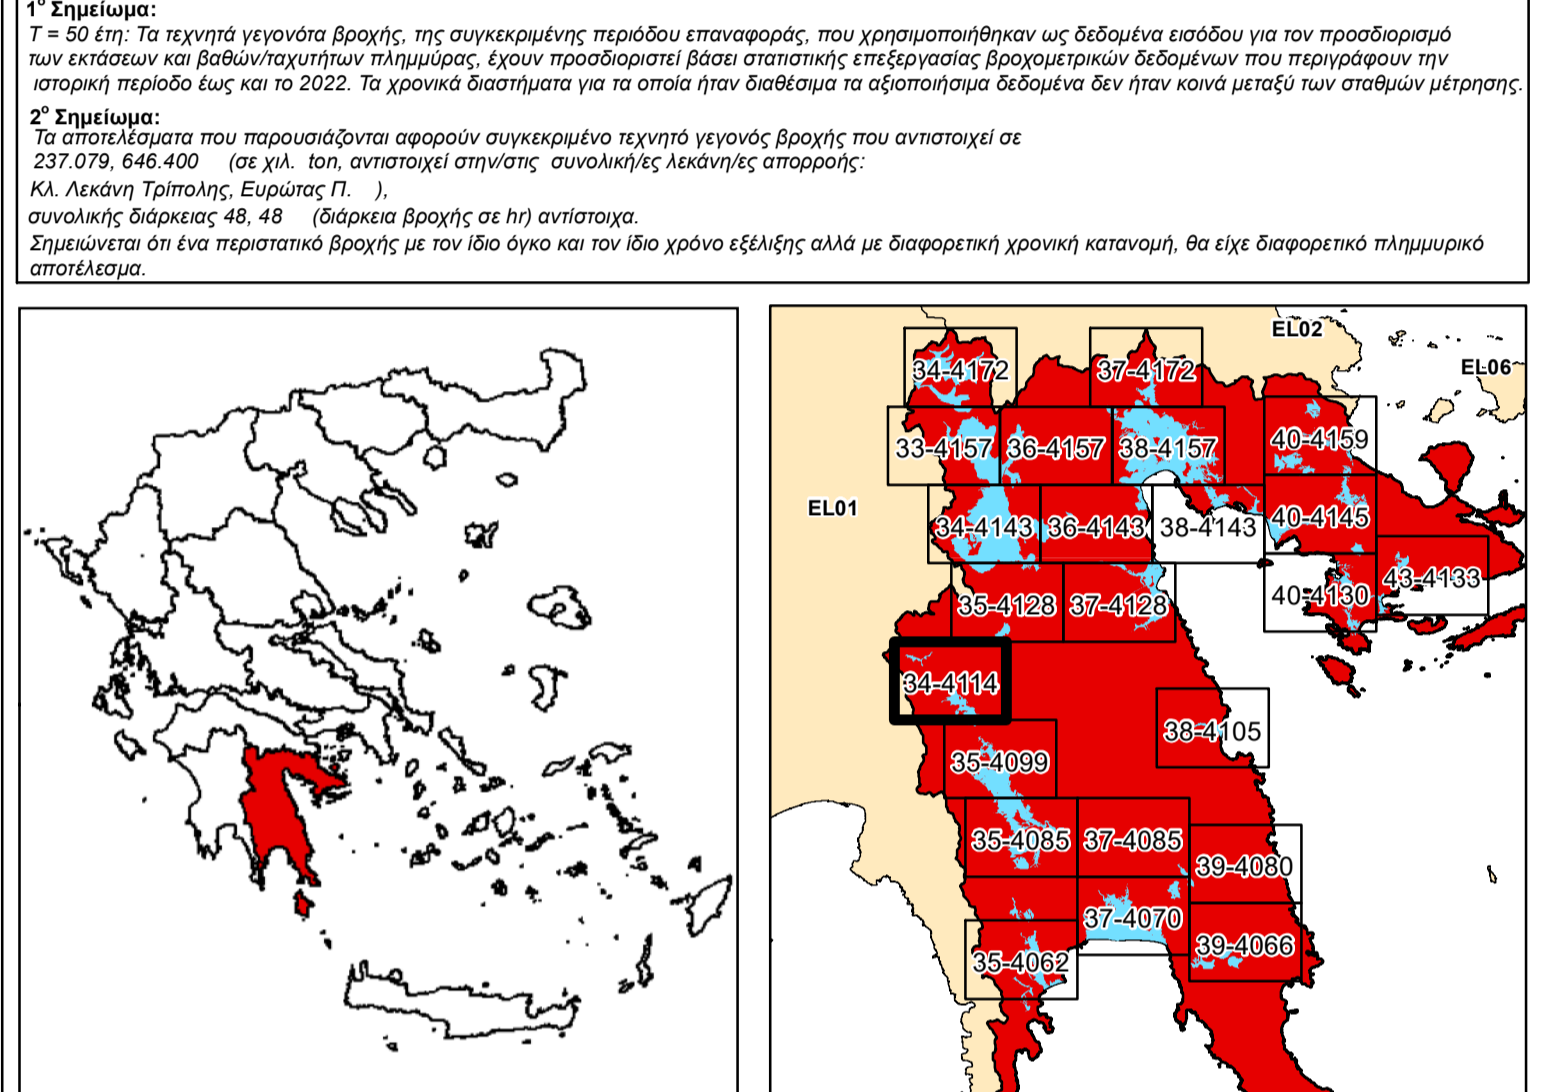 1ο Σημείωμα:
T = 50 έτη: Τα τεχνητά γεγονότα βροχής, της συγκεκριμένης περιόδου επαναφοράς, που χρησιμοποιήθηκαν ως δεδομένα εισόδου για τον προσδιορισμό
των εκτάσεων και βαθών/ταχυτήτων πλημμύρας, έχουν προσδιοριστεί βάσει στατιστικής επεξεργασίας βροχομετρικών δεδομένων που περιγράφουν την
ιστορική περίοδο έως και το 2022. Τα χρονικά διαστήματα για τα οποία ήταν διαθέσιμα τα αξιοποιήσιμα δεδομένα δεν ήταν κοινά μεταξύ των σταθμών μέτρησης.
2ο Σημείωμα:
Τα αποτελέσματα που παρουσιάζονται αφορούν συγκεκριμένο τεχνητό γεγονός βροχής που αντιστοιχεί σε
237.079, 646.400 (σε χιλ. ton, αντιστοιχεί στην/στις συνολική/ες λεκάνη/ες απορροής:
Κλ. Λεκάνη Τρίπολης, Ευρώτας Π. ),
συνολικής διάρκειας 48, 48 (διάρκεια βροχής σε hr) αντίστοιχα.
Σημειώνεται ότι ένα περιστατικό βροχής με τον ίδιο όγκο και τον ίδιο χρόνο εξέλιξης αλλά με διαφορετική χρονική κατανομή, θα είχε διαφορετικό πλημμυρικό
αποτέλεσμα.
EL02
EL06
34-4172
37-4172
33-4157
36-4157
38-4157
40-4159
EL01
34-4143
36-4143
38-4143
40-4145
35-4128
37-4128
40-4130
43-4133
34-4114
38-4105
35-4099
35-4085
37-4085
39-4080
37-4070
39-4066
35-4062